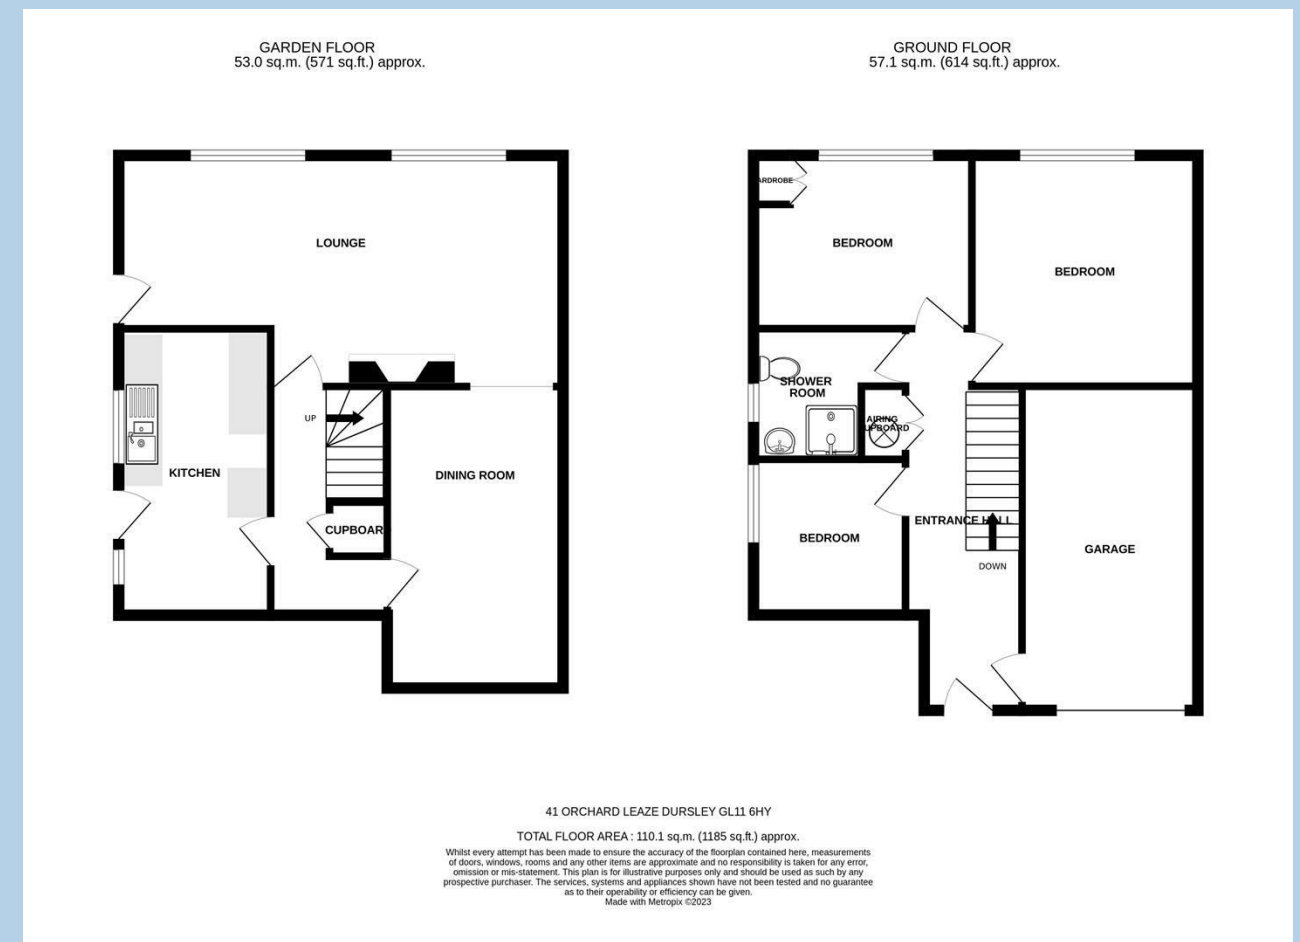 GARDEN FLOOR
53.0 sq.m. (571 sq.ft.) approx.
GROUND FLOOR
57.1 sq.m. (614 sq.ft.) approx.
LOUNGE
UP
KITCHEN
DINING ROOM
CUPBOAR
ARDROBE
BEDROOM
BEDROOM
SHOWER
ROOM
AIRING
UPBOARD
ENTRANCE HALL
BEDROOM
GARAGE
DOWN
41 ORCHARD LEAZE DURSLEY GL11 6HY
TOTAL FLOOR AREA : 110.1 sq.m. (1185 sq.ft.) approx.
Whilst every attempt has been made to ensure the accuracy of the floorplan contained here, measurements
of doors, windows, rooms and any other items are approximate and no responsibility is taken for any error,
omission or mis-statement. This plan is for illustrative purposes only and should be used as such by any
prospective purchaser. The services, systems and appliances shown have not been tested and no guarantee
as to their operability or efficiency can be given.
Made with Metropix ©2023